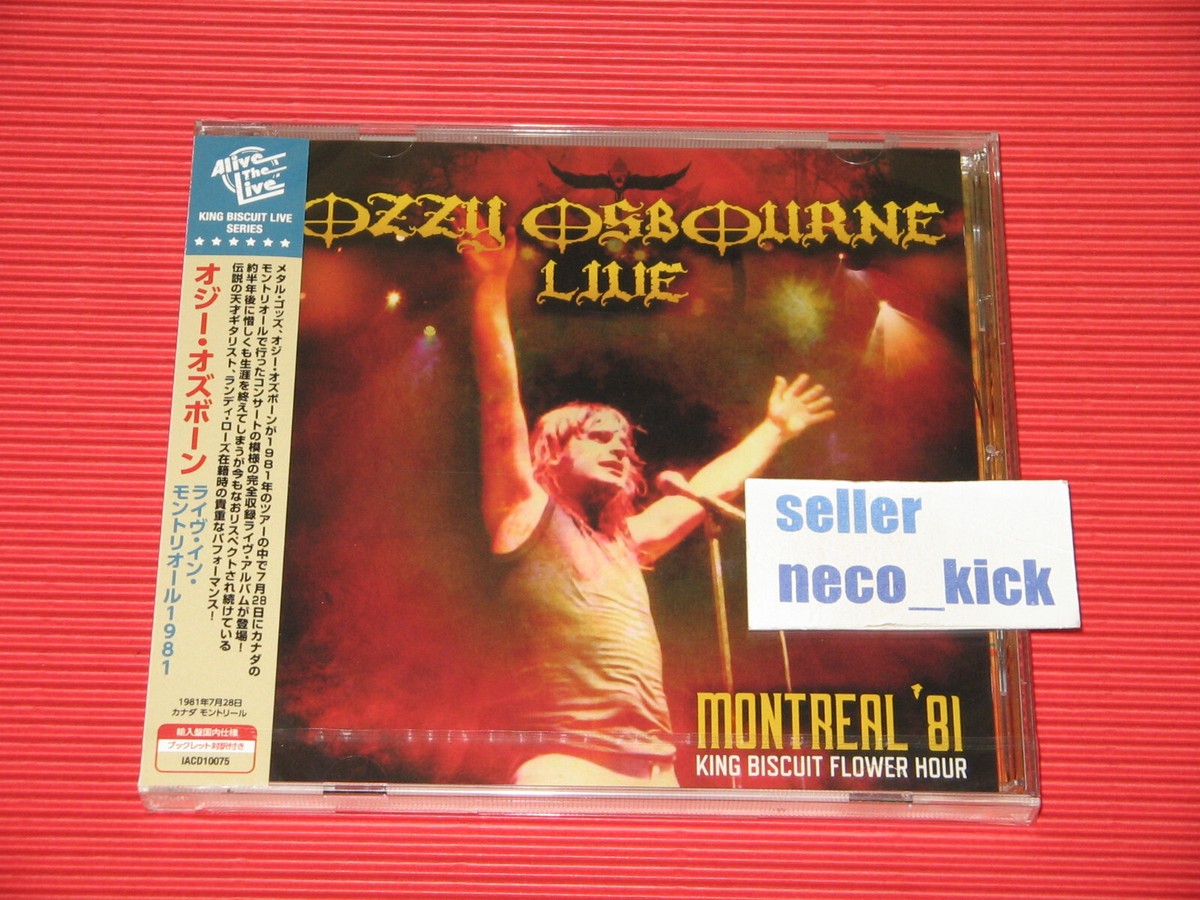 Alive
The
Live
KING BISCUIT LIVE
SERIES
オジー・オズボーン
ライヴ・イン・
モントリオール1981
メタル・ゴッズ、オジー・オズボーンが1981年のツアーの中で7月28日にカナダの
モントリオールで行ったコンサートの模様の完全収録ライヴ・アルバムが登場!
約半年後に惜しくも生涯を終えてしまうが今もなおリスペクトされ続けている
伝説の天才ギタリスト、ランディ・ローズ在籍時の貴重なパフォーマンス!
1981年7月28日
カナダ モントリール
輸入盤国内仕様
ブックレット対訳付き
IACD10075
OZZY OSBOURNE
LIVE
seller
neco_kick
MONTREAL '81
KING BISCUIT FLOWER HOUR